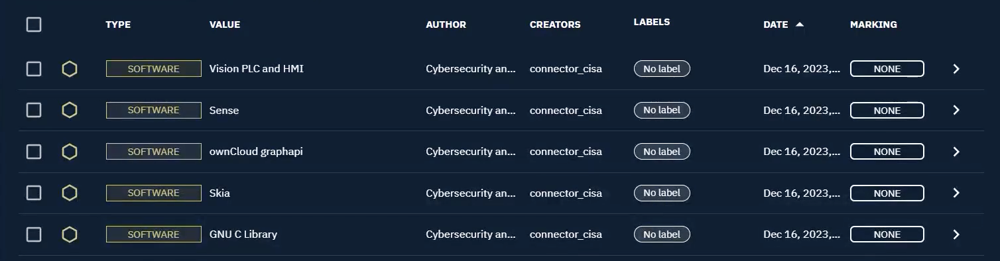 TYPE VALUE AUTHOR CREATORS LABELS DATE MARKING
SOFTWARE Vision PLC and HMI Cybersecurity an... connector_cisa No label Dec 16, 2023,... NONE
SOFTWARE Sense Cybersecurity an... connector_cisa No label Dec 16, 2023,... NONE
SOFTWARE ownCloud graphapi Cybersecurity an... connector_cisa No label Dec 16, 2023,... NONE
SOFTWARE Skia Cybersecurity an... connector_cisa No label Dec 16, 2023,... NONE
SOFTWARE GNU C Library Cybersecurity an... connector_cisa No label Dec 16, 2023,... NONE